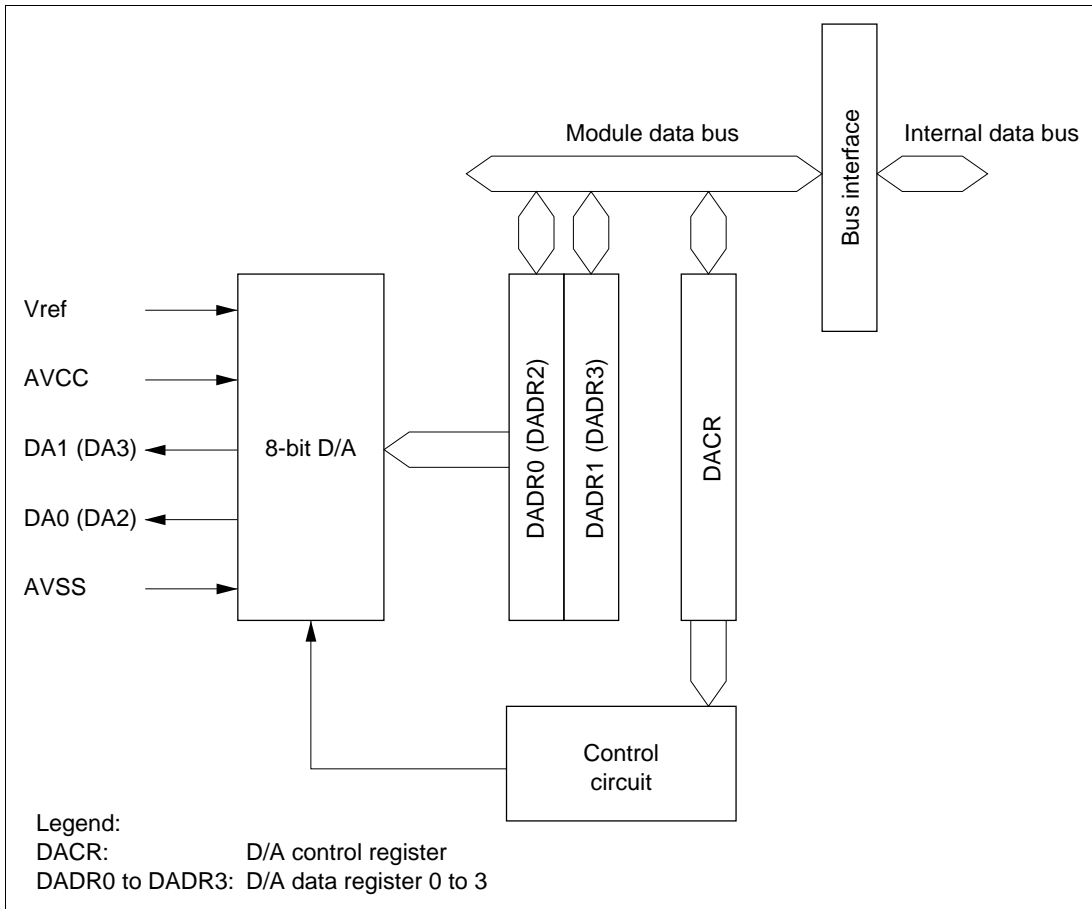 Module data bus
Internal data bus
Bus interface
Vref
AVCC
DA1 (DA3)
DA0 (DA2)
AVSS
8-bit D/A
DADR0 (DADR2)
DADR1 (DADR3)
DACR
Control
circuit
Legend:
DACR: D/A control register
DADR0 to DADR3: D/A data register 0 to 3